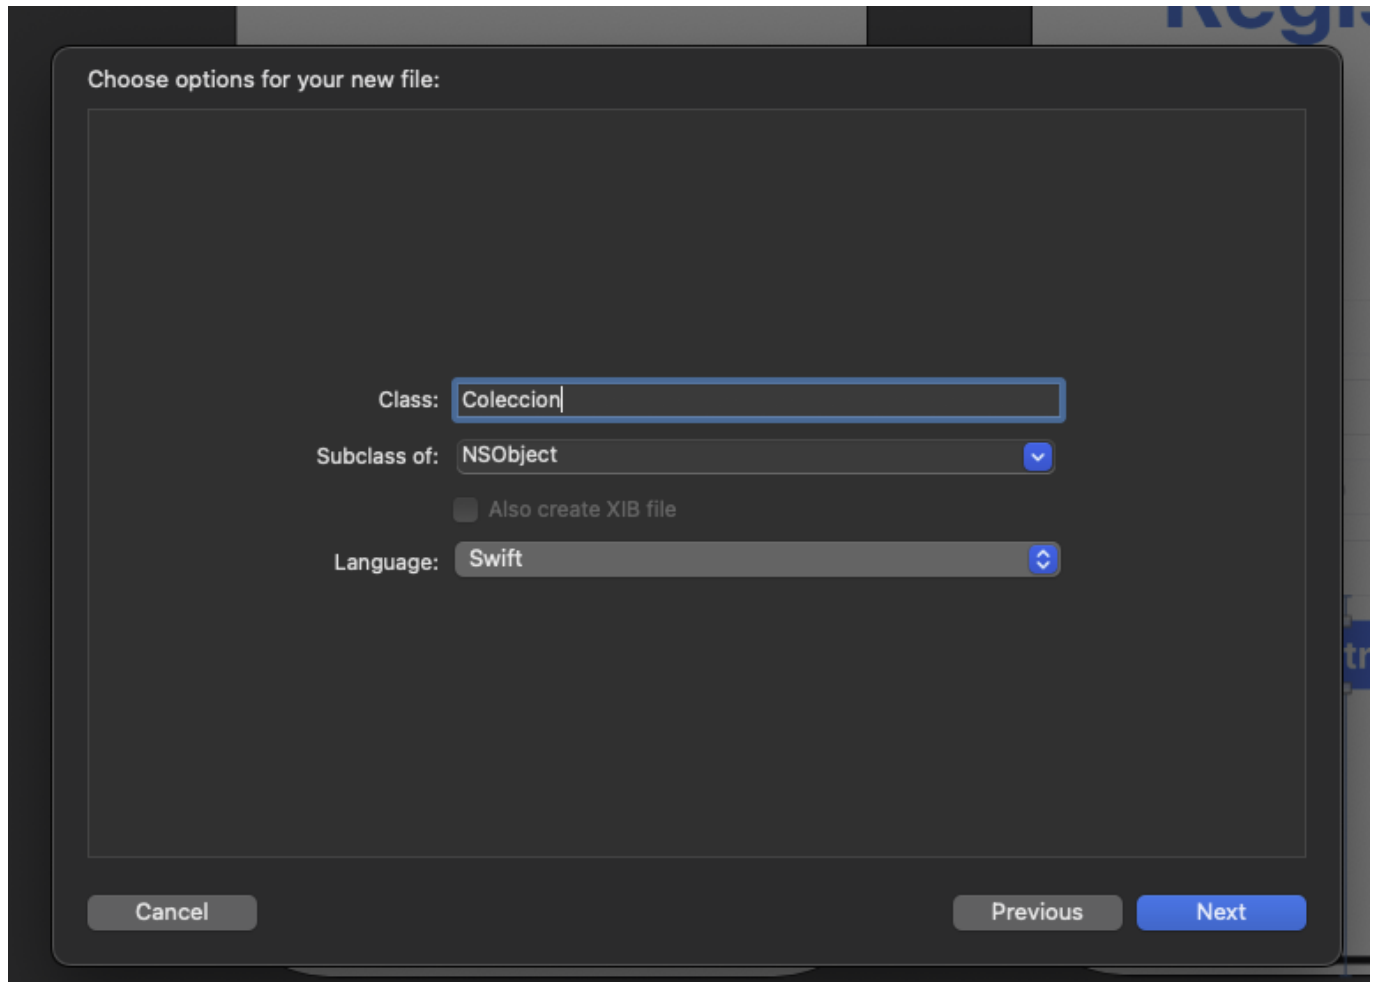 Choose options for your new file:
Class: Coleccion
Subclass of: NSObject
Also create XIB file
Language: Swift
Cancel Previous Next